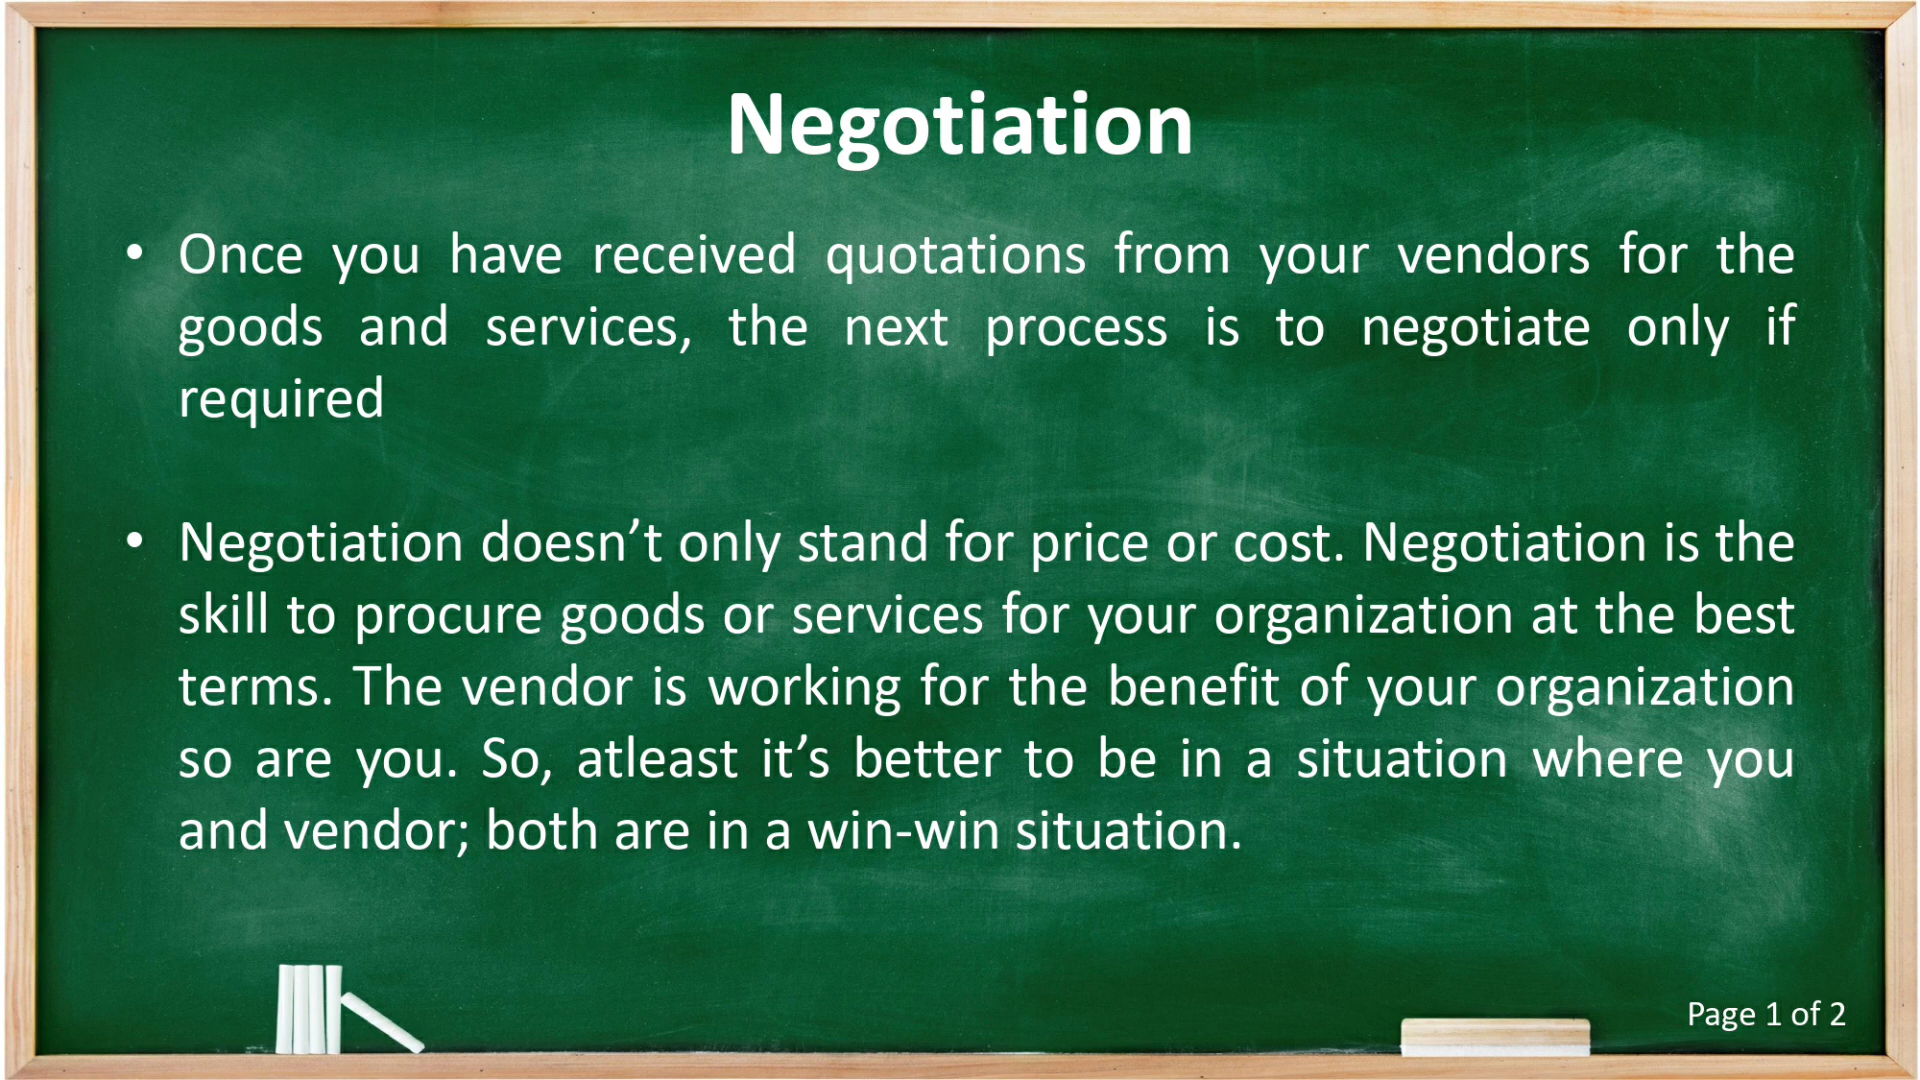 Negotiation
• Once you have received quotations from your vendors for the
goods and services, the next process is to negotiate only if
required
• Negotiation doesn’t only stand for price or cost. Negotiation is the
skill to procure goods or services for your organization at the best
terms. The vendor is working for the benefit of your organization
so are you. So, atleast it’s better to be in a situation where you
and vendor; both are in a win-win situation.
Page 1 of 2